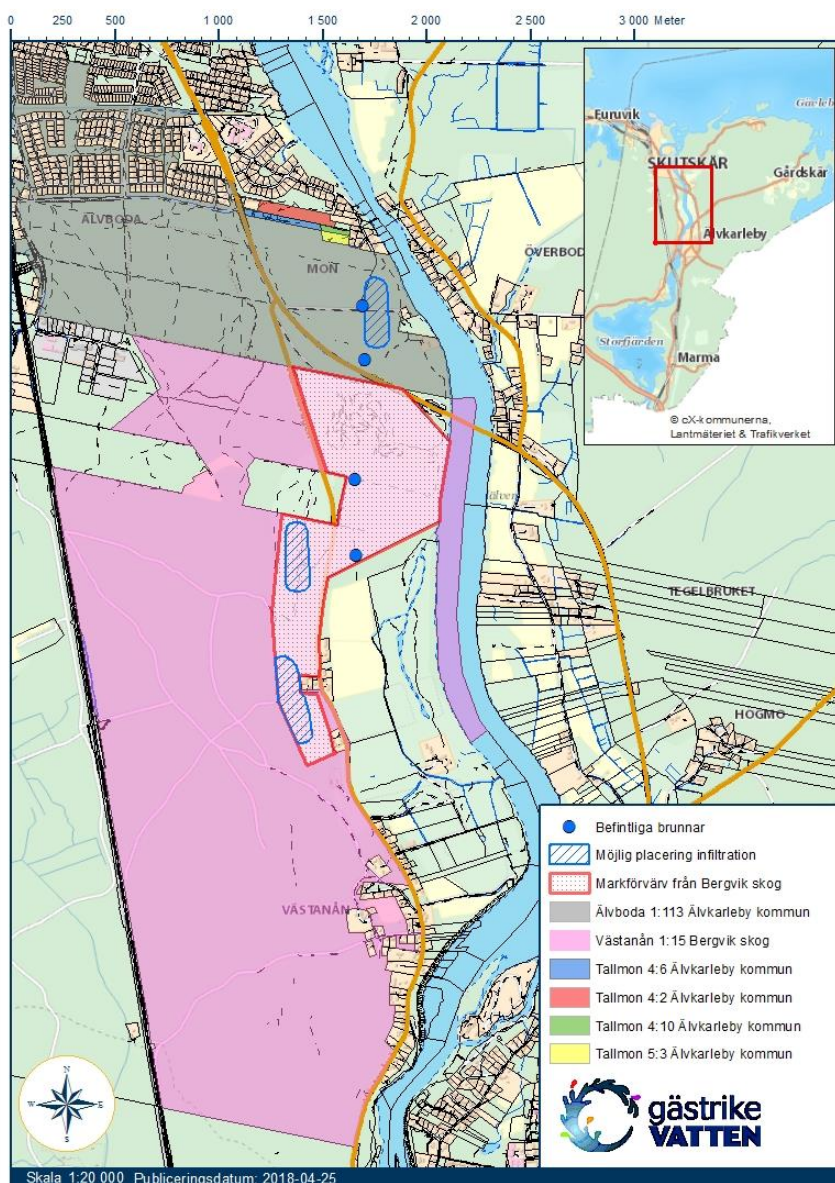 0 250 500 1 000 1 500 2 000 2 500 3 000 Meter
Furuvik
SKUTSKÄR
Gårdskär
Älvkarleby
Storfjärden
Marma
© cX-kommunerna,
Lantmäteriet & Trafikverket
ÄLVBODA
MON
ÖVERBOD
älven
TEGELBRUKET
HOGMO
VÄSTANÅN
Befintliga brunnar
Möjlig placering infiltration
Markförvärv från Bergvik skog
Älvboda 1:113 Älvkarleby kommun
Västanån 1:15 Bergvik skog
Tallmon 4:6 Älvkarleby kommun
Tallmon 4:2 Älvkarleby kommun
Tallmon 4:10 Älvkarleby kommun
Tallmon 5:3 Älvkarleby kommun
N
W E
S
gästrike
VATTEN
Skala 1:20 000 Publiceringsdatum: 2018-04-25